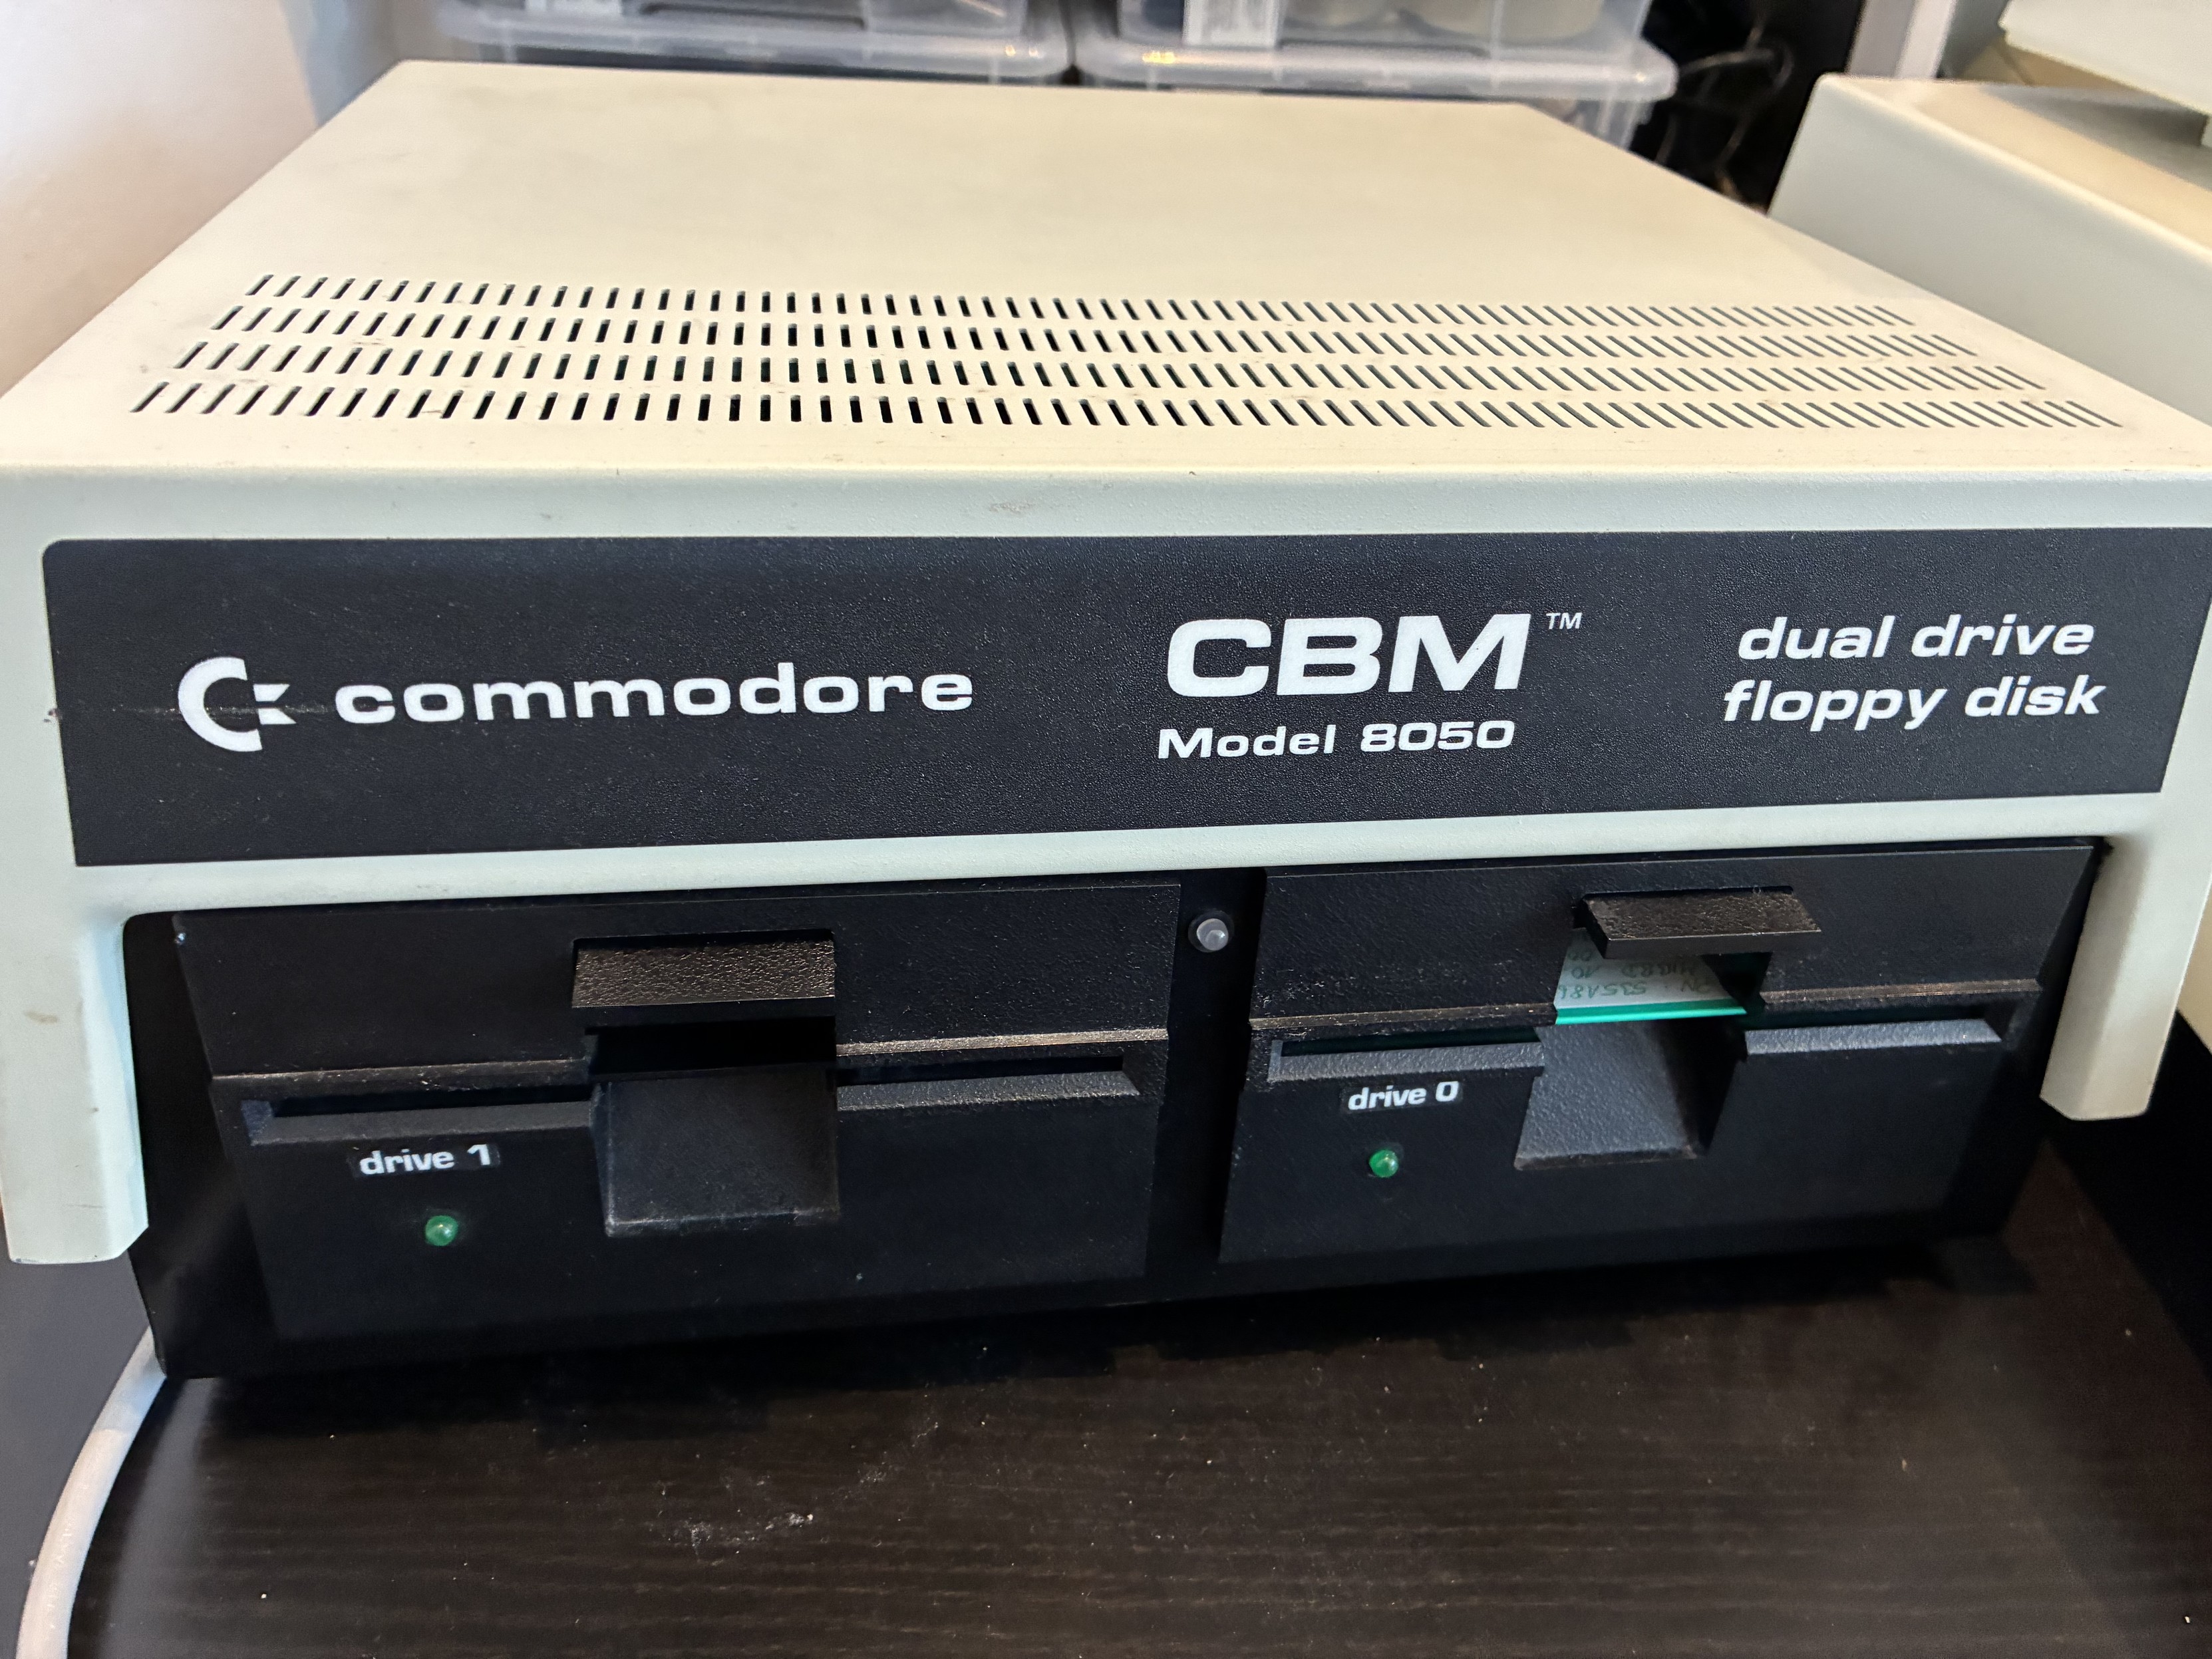 commodore
CBM™
Model 8050
dual drive
floppy disk
drive 1
drive 0